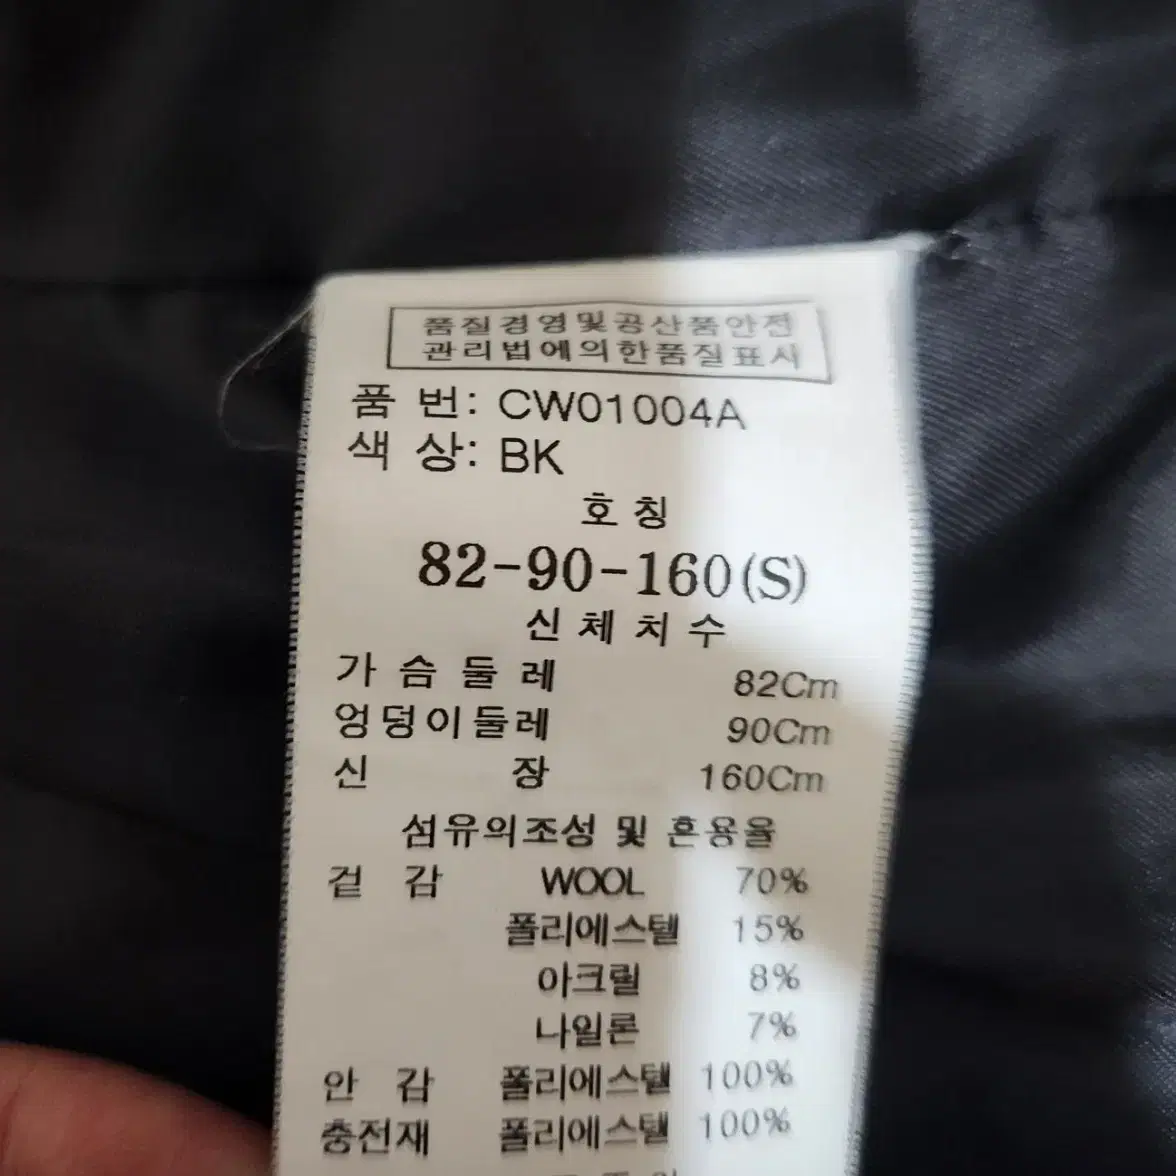 품질경영및공산품안전
관리법에의한품질표시
품 번: CW01004A
색 상: BK
호 칭
82-90-160(S)
신 체 치 수
가 슴 둘 레 82Cm
엉덩이둘레 90Cm
신 장 160Cm
섬유의조성 및 혼용율
겉 감 WOOL 70%
폴리에스텔 15%
아크릴 8%
나일론 7%
안 감 폴리에스텔 100%
충전재 폴리에스텔 100%